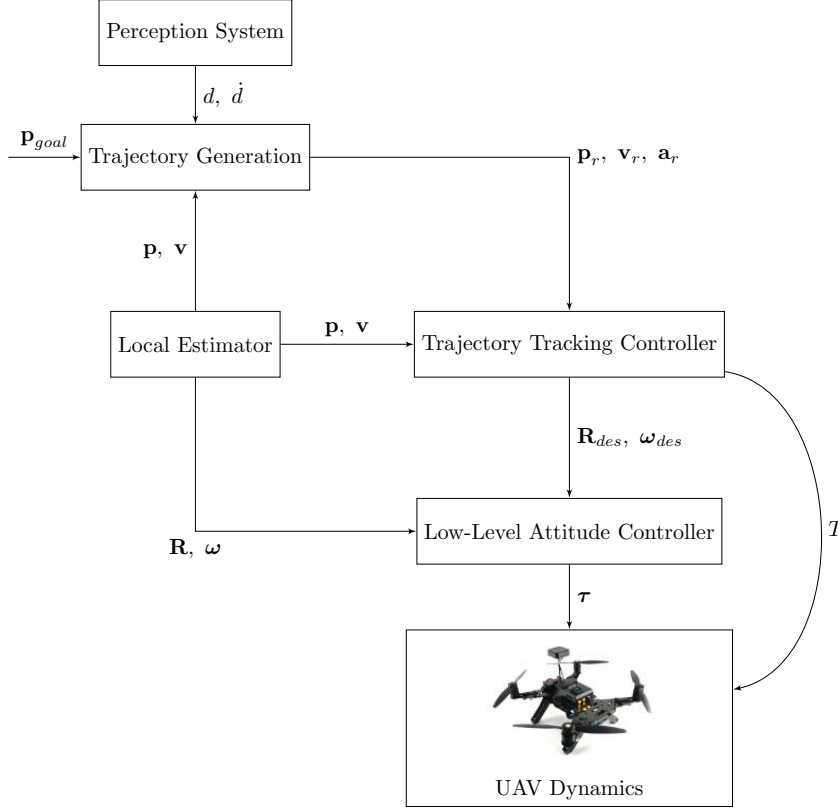 Perception System
d, ḋ
𝐩_goal
Trajectory Generation
𝐩_r, 𝐯_r, 𝐚_r
𝐩, 𝐯
𝐩, 𝐯
Local Estimator
Trajectory Tracking Controller
𝐑_des, 𝝎_des
Low-Level Attitude Controller
T
𝐑, 𝝎
𝝉
UAV Dynamics